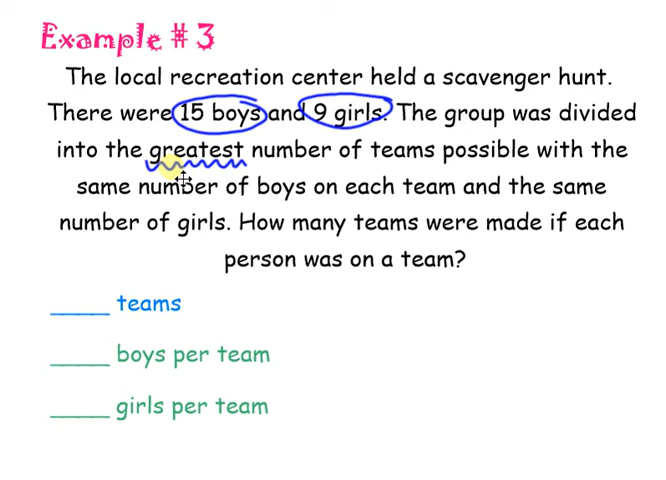 Example # 3
The local recreation center held a scavenger hunt.
There were 15 boys and 9 girls. The group was divided
into the greatest number of teams possible with the
same number of boys on each team and the same
number of girls. How many teams were made if each
person was on a team?
____ teams
____ boys per team
____ girls per team